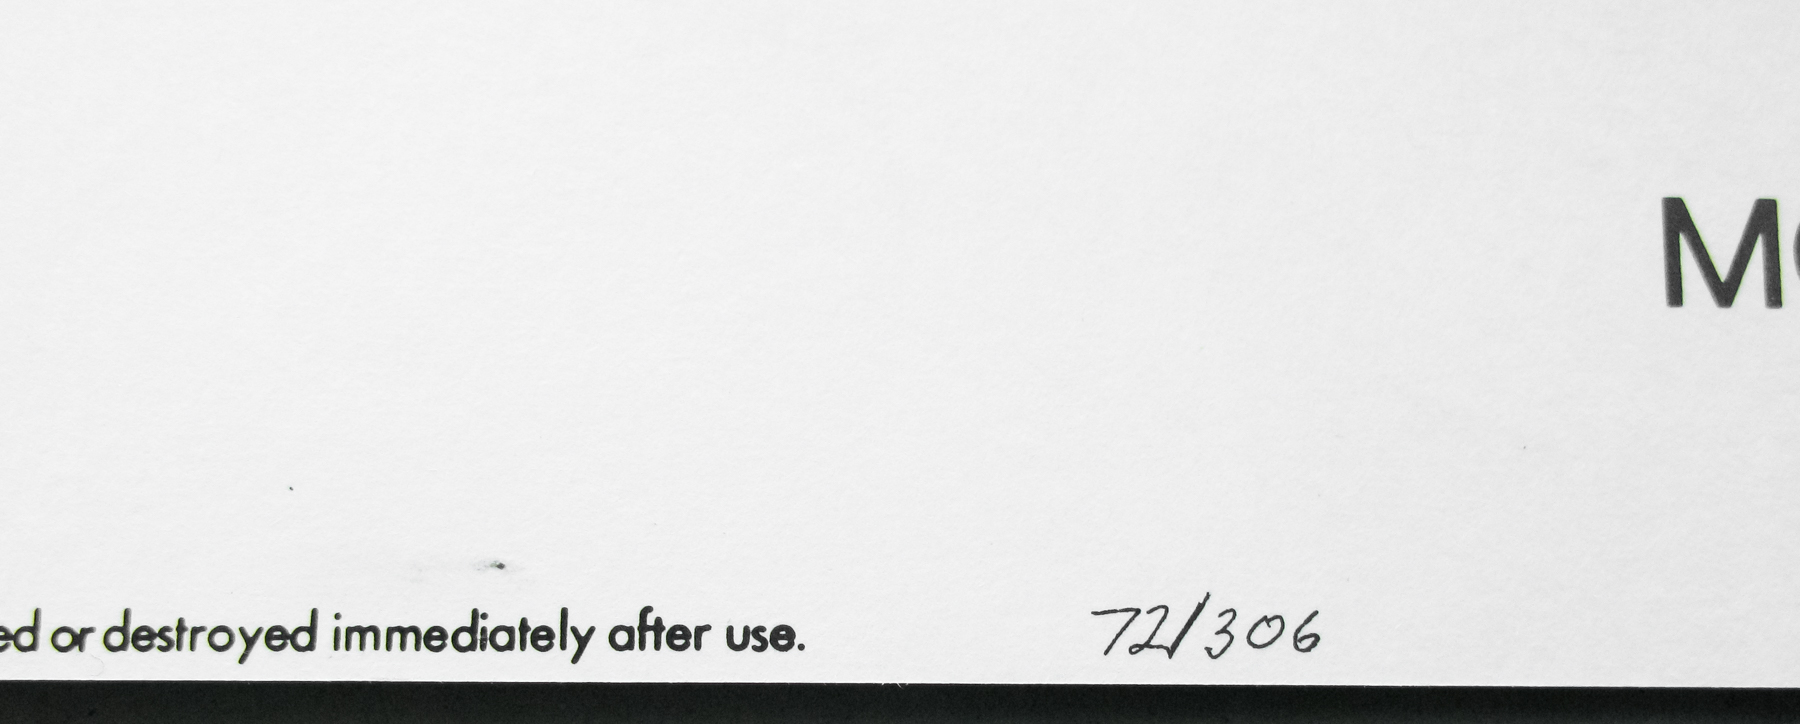 M
ed or destroyed immediately after use. 72/306